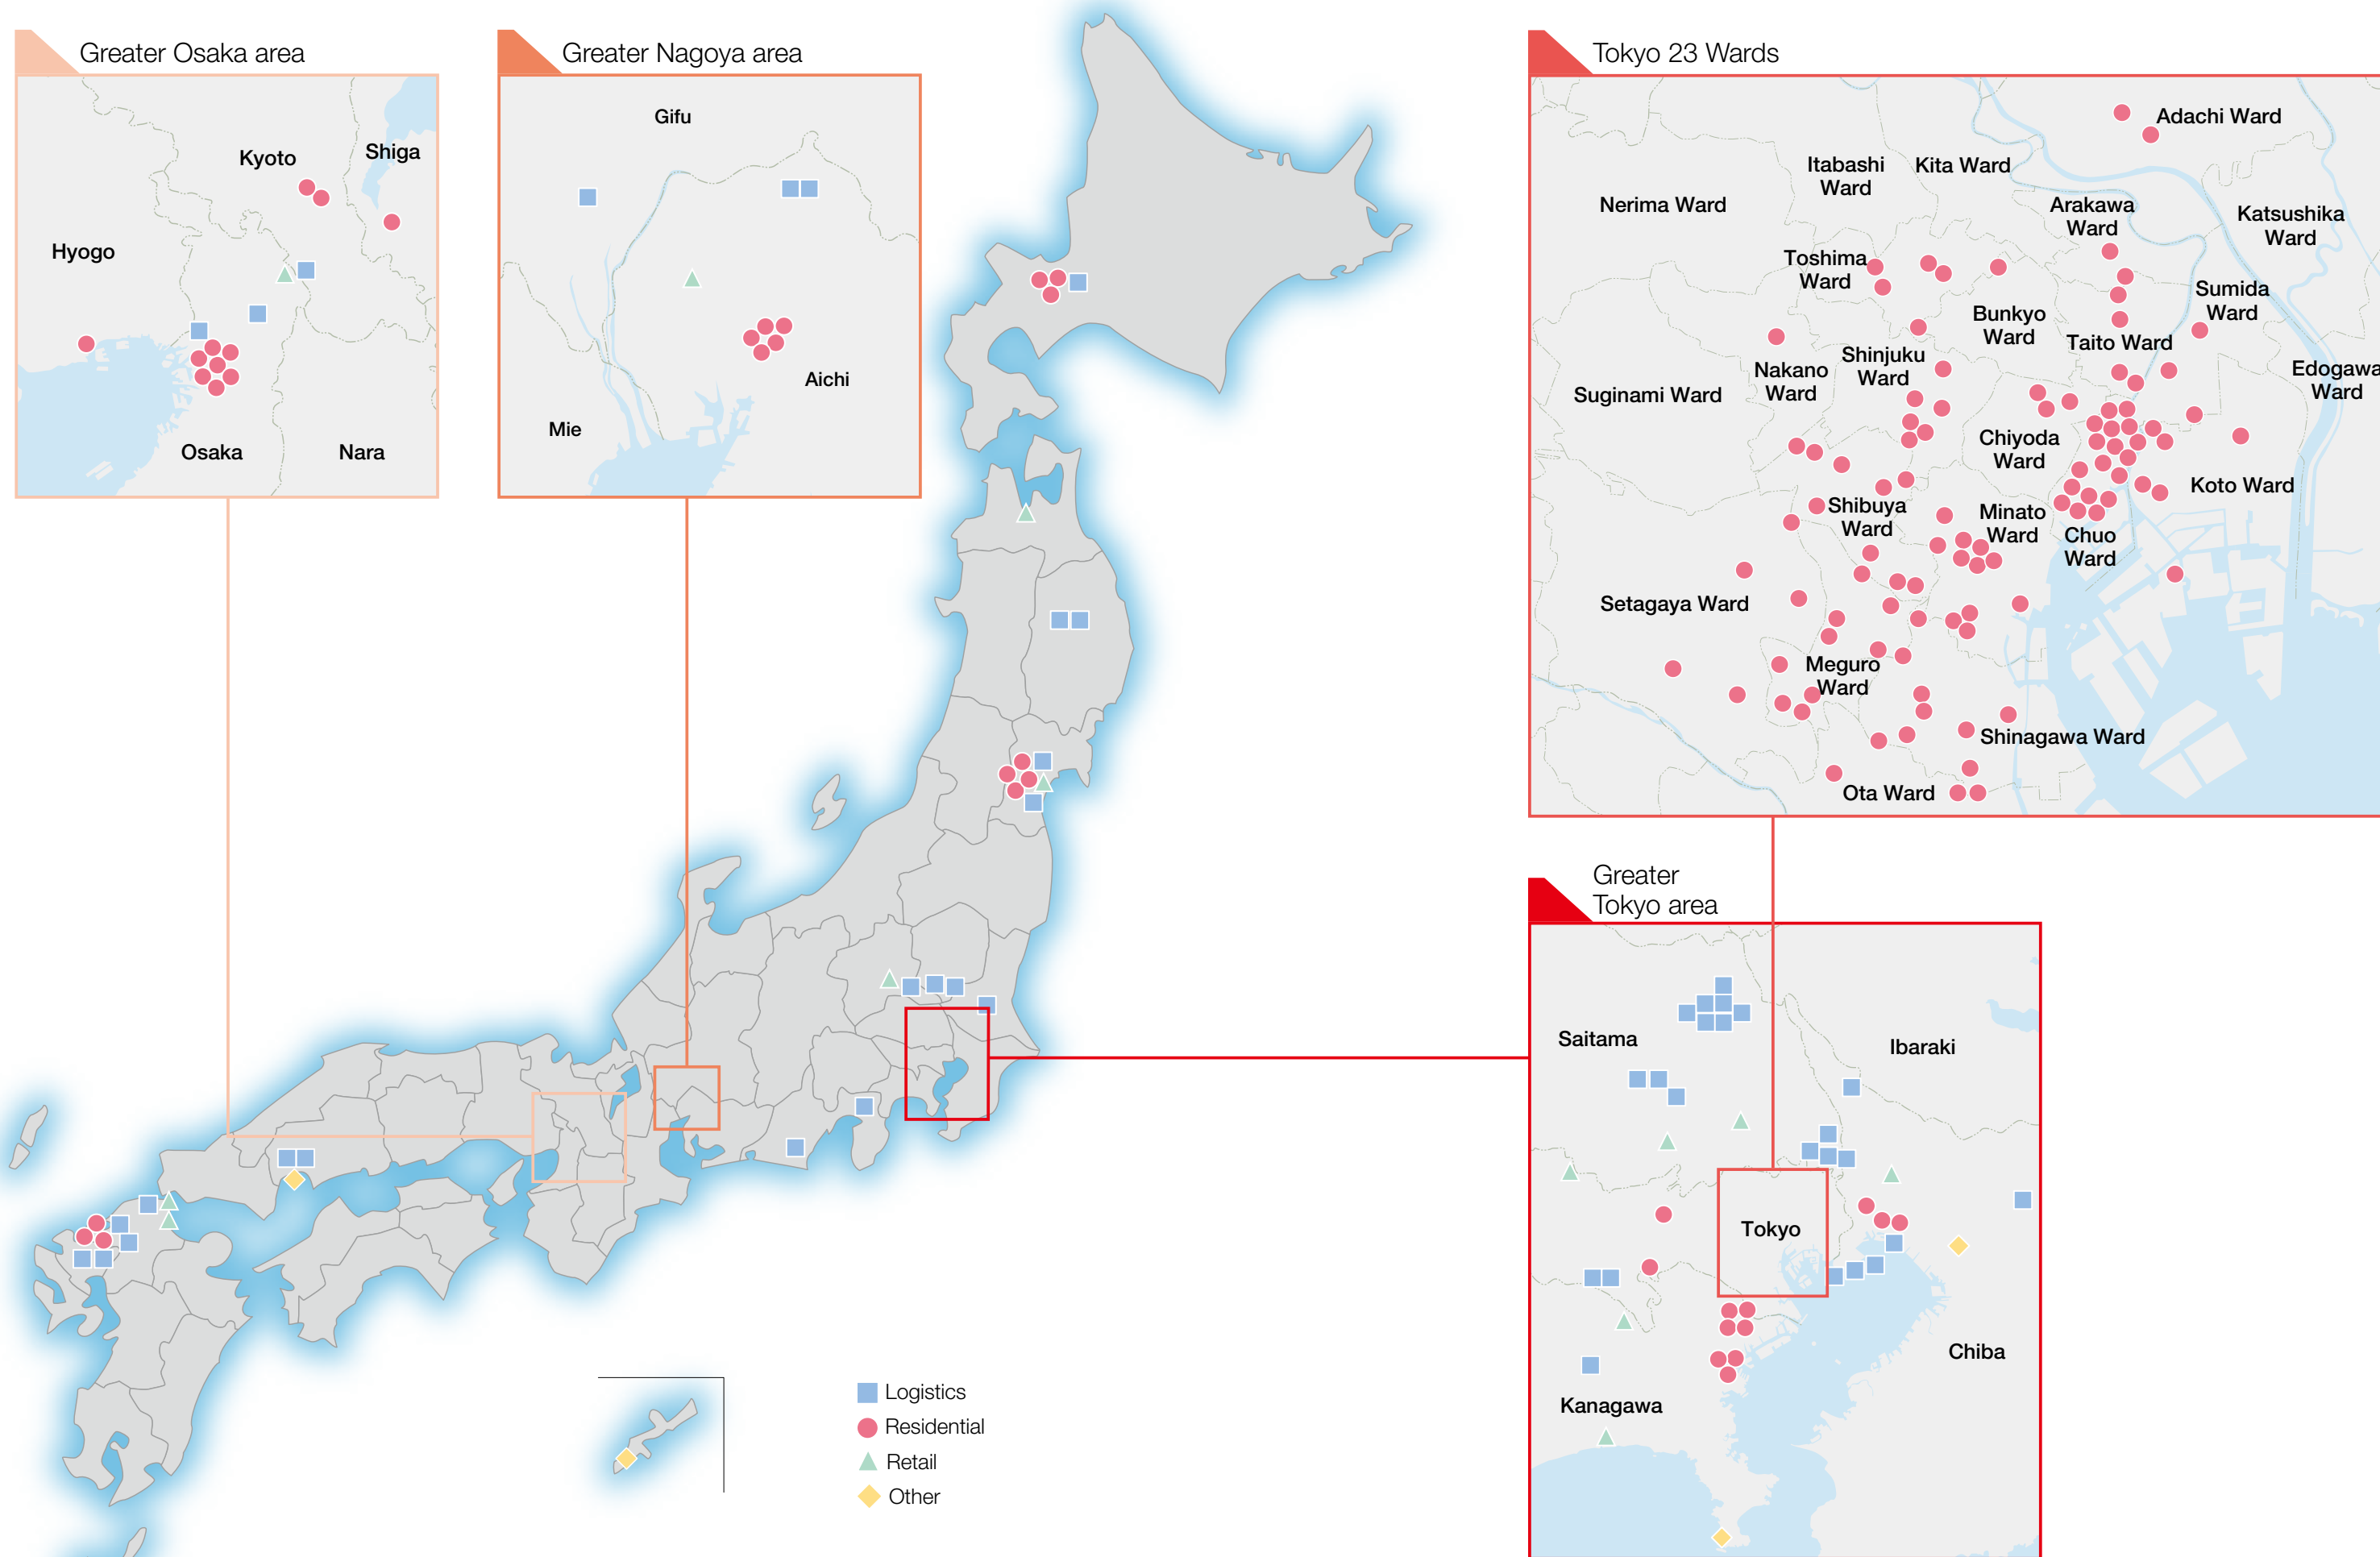 Greater Osaka area
Kyoto
Shiga
Hyogo
Osaka
Nara
Greater Nagoya area
Gifu
Aichi
Mie
Tokyo 23 Wards
Adachi Ward
Itabashi
Ward
Kita Ward
Nerima Ward
Arakawa
Ward
Katsushika
Ward
Toshima
Ward
Sumida
Ward
Bunkyo
Ward
Taito Ward
Shinjuku
Ward
Nakano
Ward
Edogawa
Ward
Suginami Ward
Chiyoda
Ward
Koto Ward
Shibuya
Ward
Minato
Ward
Chuo
Ward
Setagaya Ward
Meguro
Ward
Shinagawa Ward
Ota Ward
Greater
Tokyo area
Saitama
Ibaraki
Tokyo
Chiba
Kanagawa
Logistics
Residential
Retail
Other